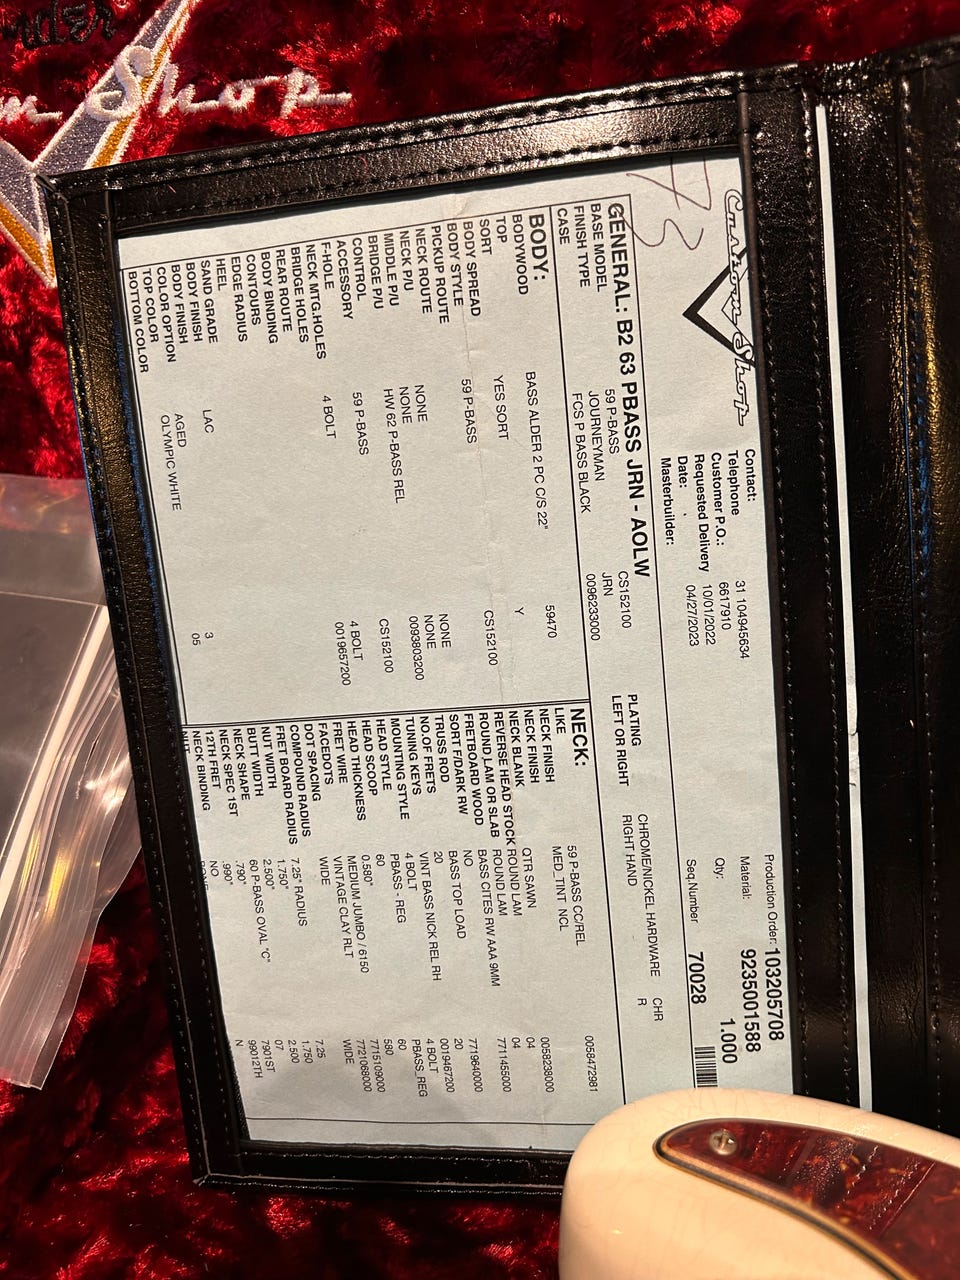 m Shop
73
Custom Shop
Contact: 31 104945634
Telephone
Customer P.O.: 6617910
Requested Delivery 10/01/2022
Date: 04/27/2023
Masterbuilder:
Production Order: 103205708
Material: 9235001588
Qty: 1.000
Seq.Number 70028
GENERAL: B2 63 PBASS JRN - AOLW
BASE MODEL 59 P-BASS CS152100
FINISH TYPE JOURNEYMAN JRN
CASE FCS P BASS BLACK 0096233000
PLATING CHROME/NICKEL HARDWARE CHR
LEFT OR RIGHT RIGHT HAND R
BODY:
BODYWOOD BASS ALDER 2 PC C/S 22" 59470
TOP
SORT YES SORT Y
BODY SPREAD
BODY STYLE 59 P-BASS CS152100
PICKUP ROUTE
NECK ROUTE
NECK P/U NONE NONE
MIDDLE P/U NONE NONE
BRIDGE P/U HW 62 P-BASS REL 0093803200
CONTROL
ACCESSORY 59 P-BASS CS152100
F-HOLE
NECK MTG.HOLES 4 BOLT 4 BOLT
BRIDGE HOLES 0019657200
REAR ROUTE
BODY BINDING
CONTOURS
EDGE RADIUS
HEEL
SAND GRADE
BODY FINISH LAC 3
BODY FINISH
COLOR OPTION AGED 05
TOP COLOR OLYMPIC WHITE
BOTTOM COLOR
NECK:
LIKE 59 P-BASS CC/REL 0058472981
NECK FINISH MED_TINT NCL
NECK FINISH
NECK BLANK QTR SAWN 0058239000
REVERSE HEAD STOCK ROUND LAM 04
ROUND,LAM OR SLAB ROUND LAM 04
FRETBOARD WOOD BASS CITES RW AAA 9MM 7711455000
SORT F/DARK RW NO
TRUSS ROD BASS TOP LOAD 7719640000
NO.OF FRETS 20 20
TUNING KEYS VINT BASS NICK REL RH 0019467200
MOUNTING STYLE 4 BOLT 4 BOLT
HEAD STYLE PBASS - REG PBASS_REG
HEAD SCOOP 60 60
HEAD THICKNESS 0.580" 580
FRET WIRE MEDIUM JUMBO / 6150 7715109000
FACEDOTS VINTAGE CLAY RLT 7721068000
DOT SPACING WIDE WIDE
COMPOUND RADIUS
FRET BOARD RADIUS 7.25" RADIUS 7.25
NUT WIDTH 1.750" 1.750
BUTT WIDTH 2.500" 2.500
NECK SHAPE 60 P-BASS OVAL "C" 07
NECK SPEC 1ST .790" 7901ST
12TH FRET .990" 99012TH
NECK BINDING NO N
NUT